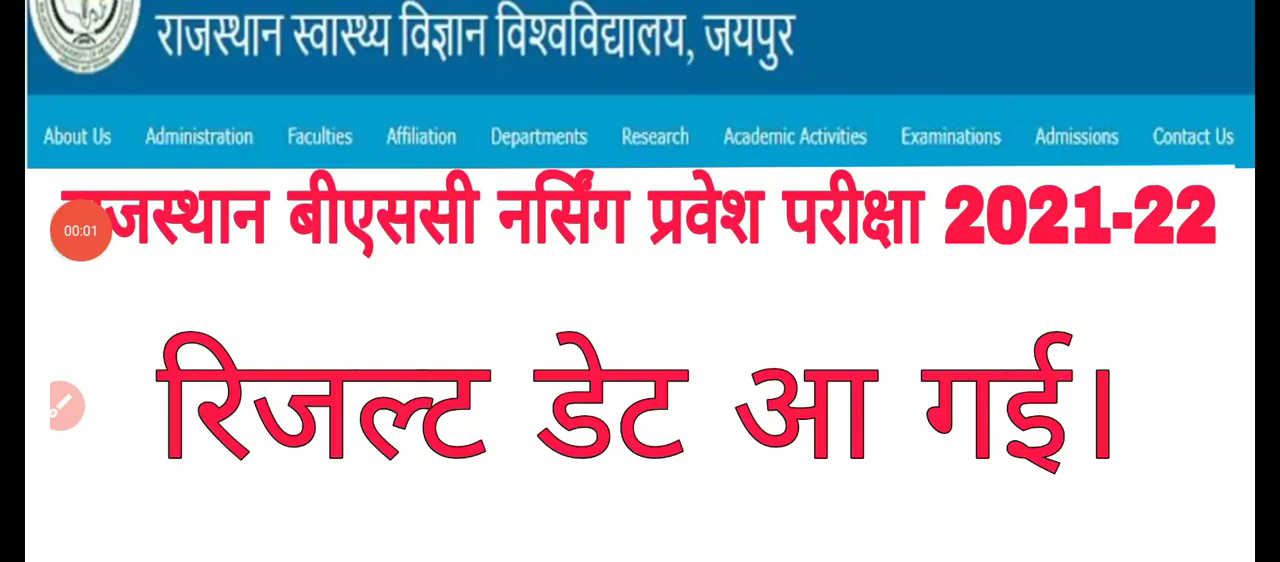 राजस्थान स्वास्थ्य विज्ञान विश्वविद्यालय, जयपुर
About Us Administration Faculties Affiliation Departments Research Academic Activities Examinations Admissions Contact Us
राजस्थान बीएससी नर्सिंग प्रवेश परीक्षा 2021-22
00:01
रिजल्ट डेट आ गई।